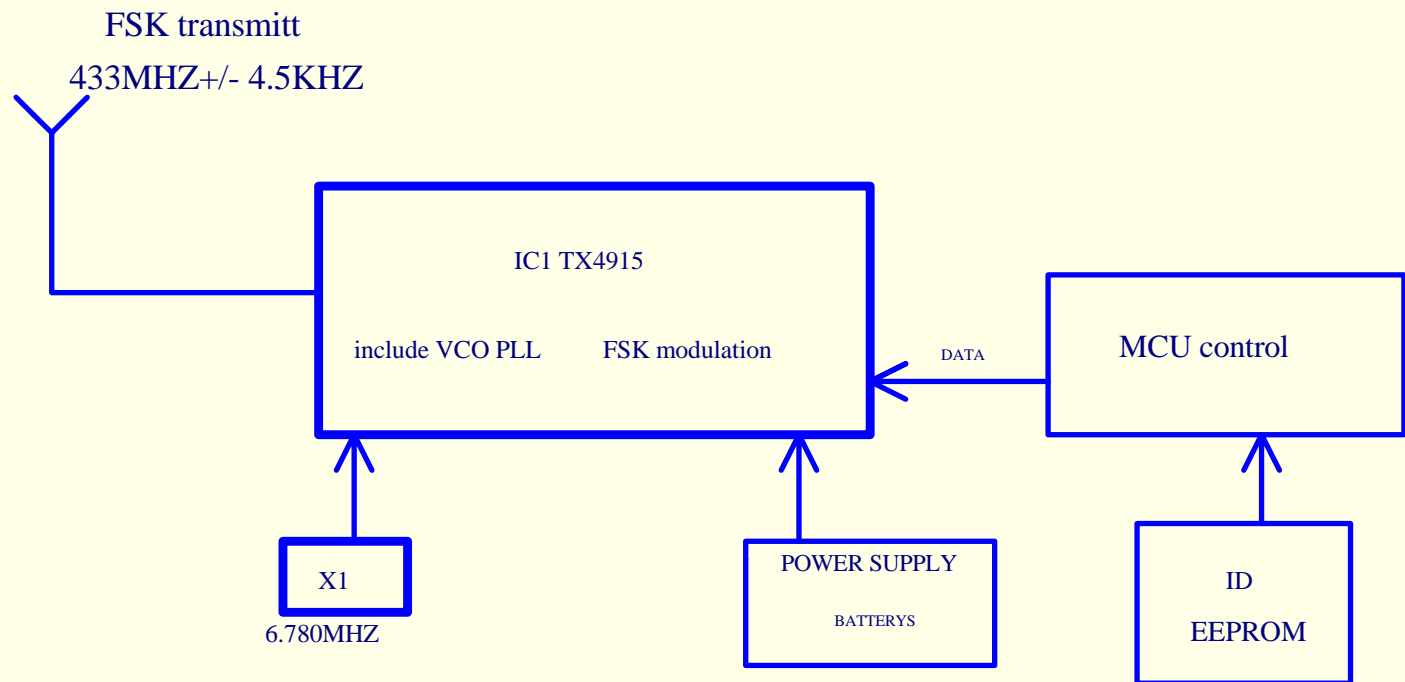 FSK transmitt
433MHZ+/- 4.5KHZ
IC1 TX4915
include VCO PLL FSK modulation
DATA
MCU control
X1
6.780MHZ
POWER SUPPLY
BATTERYS
ID
EEPROM